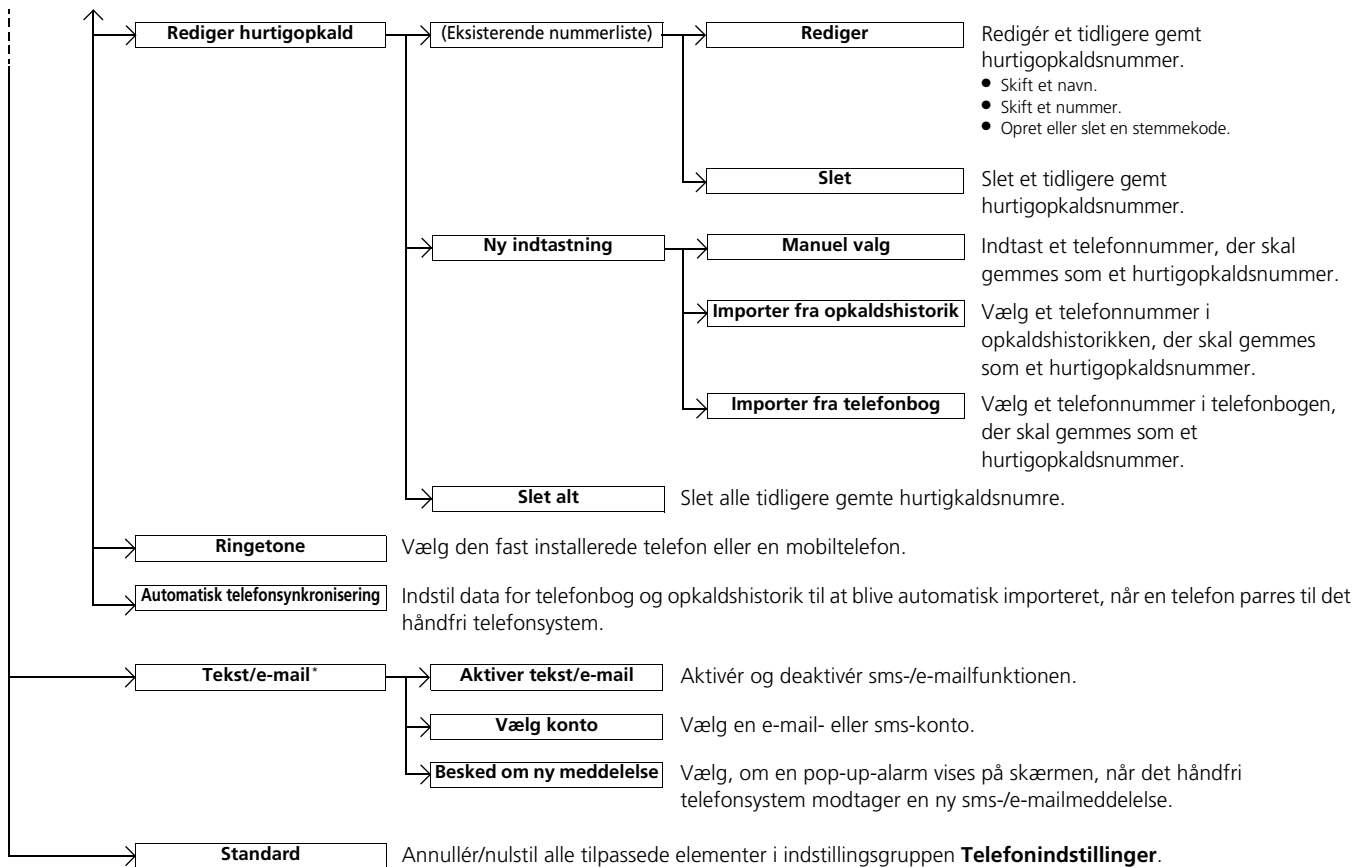 Rediger hurtigopkald
(Eksisterende nummerliste)
Rediger
Redigér et tidligere gemt
hurtigopkaldsnummer.
● Skift et navn.
● Skift et nummer.
● Opret eller slet en stemmekode.
Slet
Slet et tidligere gemt
hurtigopkaldsnummer.
Ny indtastning
Manuel valg
Indtast et telefonnummer, der skal
gemmes som et hurtigopkaldsnummer.
Importer fra opkaldshistorik
Vælg et telefonnummer i
opkaldshistorikken, der skal gemmes
som et hurtigopkaldsnummer.
Importer fra telefonbog
Vælg et telefonnummer i telefonbogen,
der skal gemmes som et
hurtigopkaldsnummer.
Slet alt
Slet alle tidligere gemte hurtigkaldsnumre.
Ringetone
Vælg den fast installerede telefon eller en mobiltelefon.
Automatisk telefonsynkronisering
Indstil data for telefonbog og opkaldshistorik til at blive automatisk importeret, når en telefon parres til det
håndfri telefonsystem.
Tekst/e-mail*
Aktiver tekst/e-mail
Aktivér og deaktivér sms-/e-mailfunktionen.
Vælg konto
Vælg en e-mail- eller sms-konto.
Besked om ny meddelelse
Vælg, om en pop-up-alarm vises på skærmen, når det håndfri
telefonsystem modtager en ny sms-/e-mailmeddelelse.
Standard
Annullér/nulstil alle tilpassede elementer i indstillingsgruppen Telefonindstillinger.